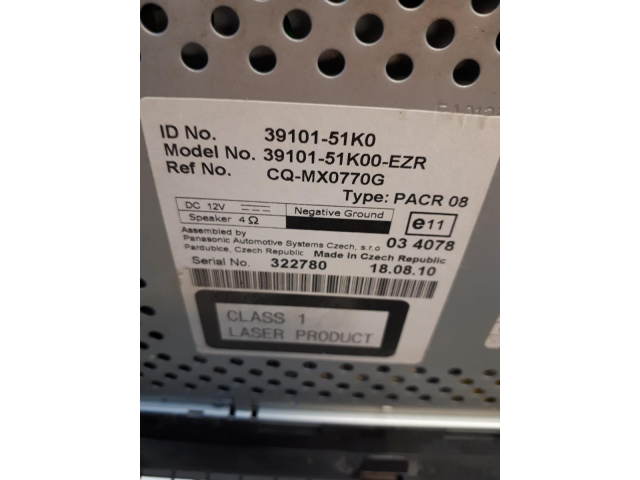 ID No. 39101-51K0
Model No. 39101-51K00-EZR
Ref No. CQ-MX0770G
Type: PACR 08
DC 12V Negative Ground
Speaker 4Ω
e11
03 4078
Assembied by
Panasonic Automotive Systems Czech, s.r.o
Pardubice, Czech Republic Made in Czech Republic
Serial No. 322780 18.08.10
CLASS 1
LASER PRODUCT